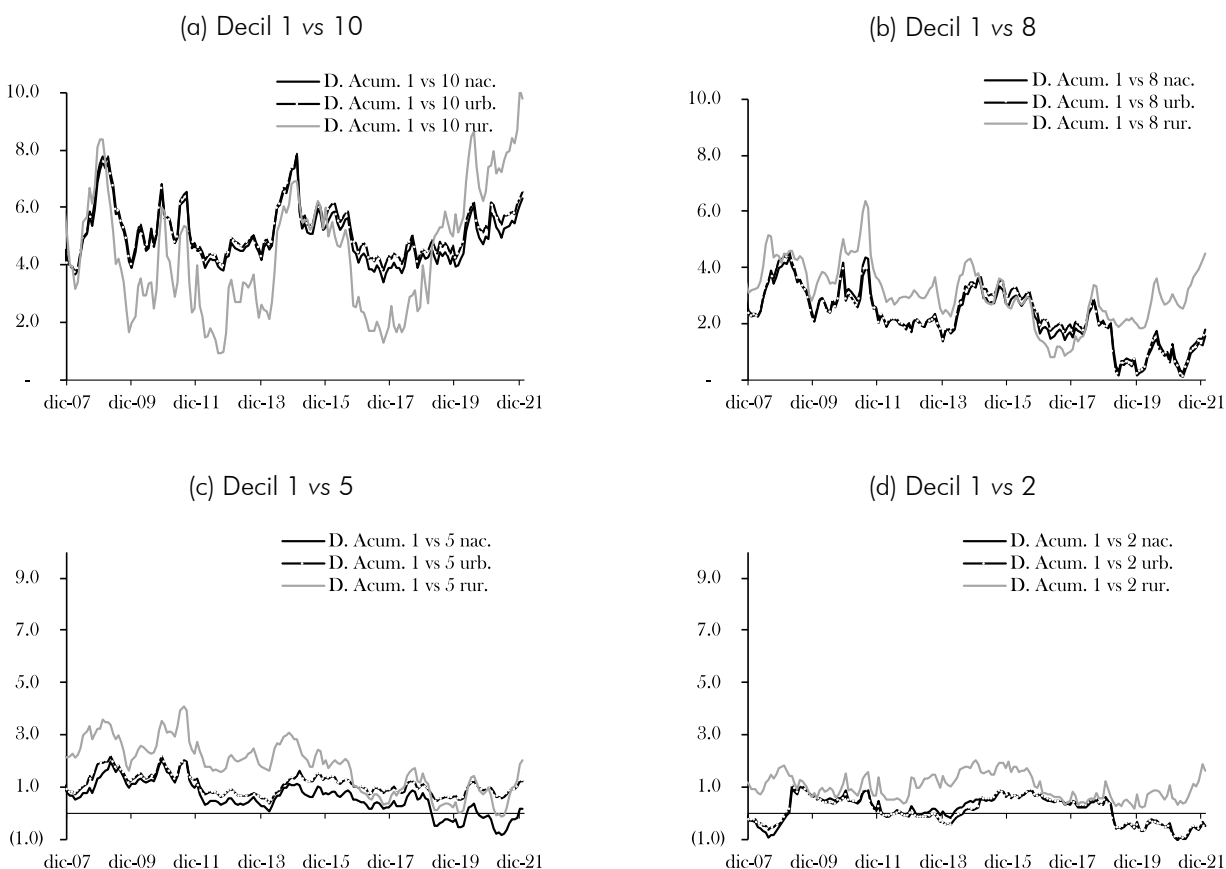 (a) Decil 1 vs 10
D. Acum. 1 vs 10 nac.
D. Acum. 1 vs 10 urb.
D. Acum. 1 vs 10 rur.
10.0
8.0
6.0
4.0
2.0
-
dic-07 dic-09 dic-11 dic-13 dic-15 dic-17 dic-19 dic-21
(b) Decil 1 vs 8
D. Acum. 1 vs 8 nac.
D. Acum. 1 vs 8 urb.
D. Acum. 1 vs 8 rur.
10.0
8.0
6.0
4.0
2.0
-
dic-07 dic-09 dic-11 dic-13 dic-15 dic-17 dic-19 dic-21
(c) Decil 1 vs 5
D. Acum. 1 vs 5 nac.
D. Acum. 1 vs 5 urb.
D. Acum. 1 vs 5 rur.
9.0
7.0
5.0
3.0
1.0
(1.0)
dic-07 dic-09 dic-11 dic-13 dic-15 dic-17 dic-19 dic-21
(d) Decil 1 vs 2
D. Acum. 1 vs 2 nac.
D. Acum. 1 vs 2 urb.
D. Acum. 1 vs 2 rur.
9.0
7.0
5.0
3.0
1.0
(1.0)
dic-07 dic-09 dic-11 dic-13 dic-15 dic-17 dic-19 dic-21